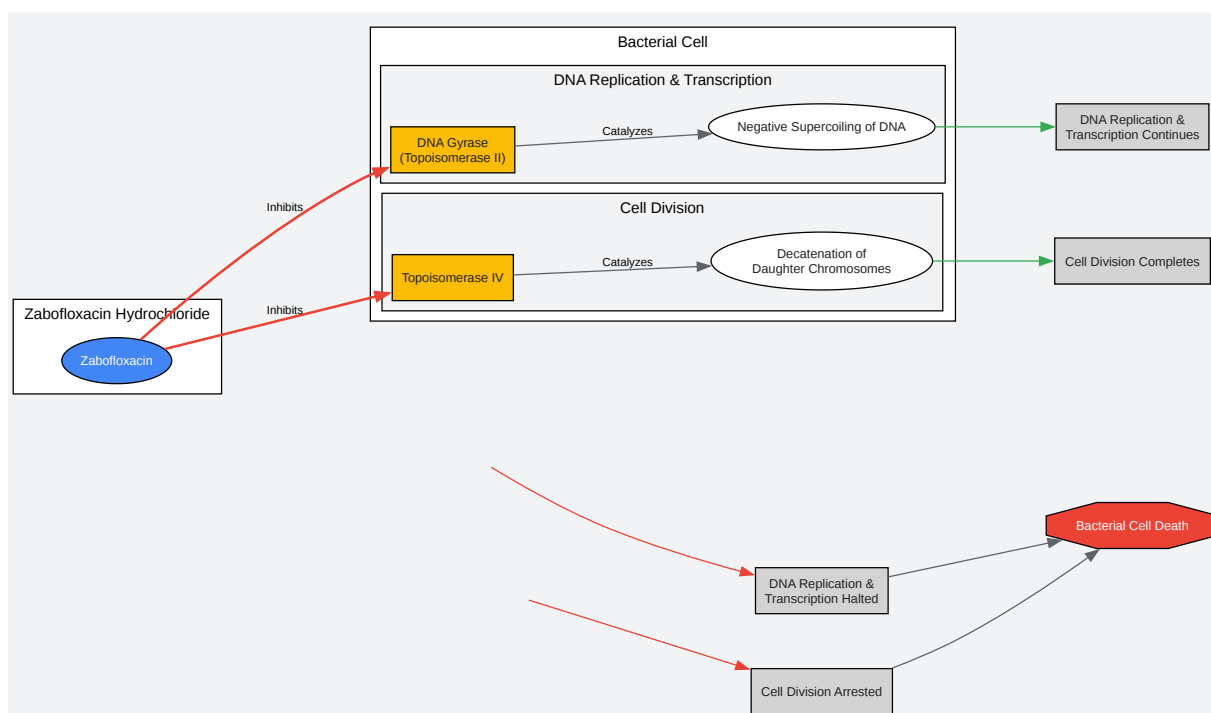 Bacterial Cell
DNA Replication & Transcription
DNA Gyrase
(Topoisomerase II)
Catalyzes
Negative Supercoiling of DNA
DNA Replication &
Transcription Continues
Inhibits
Cell Division
Topoisomerase IV
Catalyzes
Decatenation of
Daughter Chromosomes
Cell Division Completes
Inhibits
Zabofloxacin Hydrochloride
Zabofloxacin
Bacterial Cell Death
DNA Replication &
Transcription Halted
Cell Division Arrested